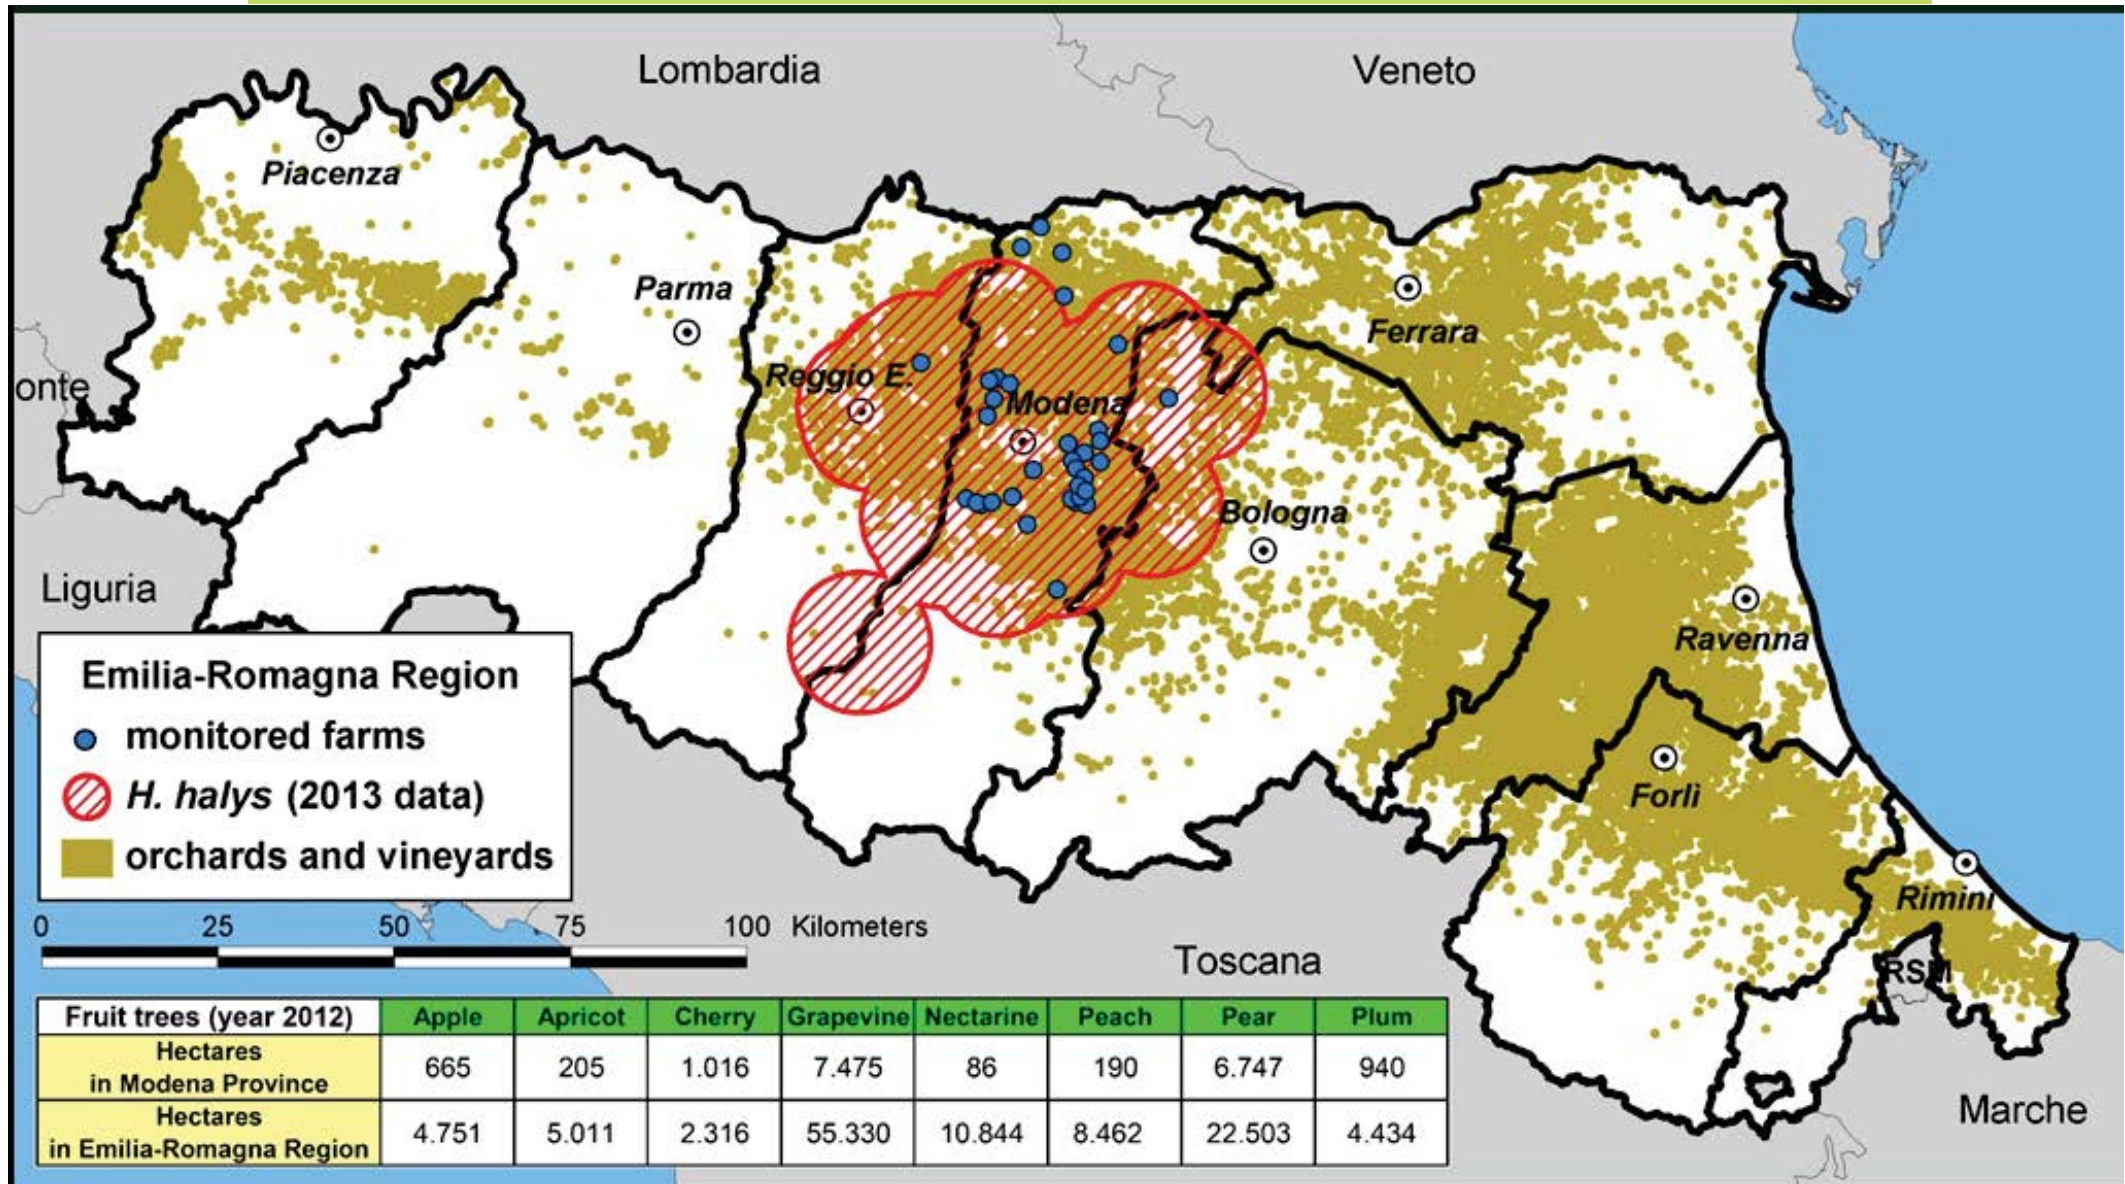 Lombardia
Veneto
Piacenza
Parma
Ferrara
onte
Reggio E.
Modena
Bologna
Liguria
Ravenna
Emilia-Romagna Region
monitored farms
H. halys (2013 data)
orchards and vineyards
Forlì
Rimini
0 25 50 75 100 Kilometers
Toscana
RSM
Marche
Fruit trees (year 2012) Apple Apricot Cherry Grapevine Nectarine Peach Pear Plum
Hectares
in Modena Province 665 205 1.016 7.475 86 190 6.747 940
Hectares
in Emilia-Romagna Region 4.751 5.011 2.316 55.330 10.844 8.462 22.503 4.434